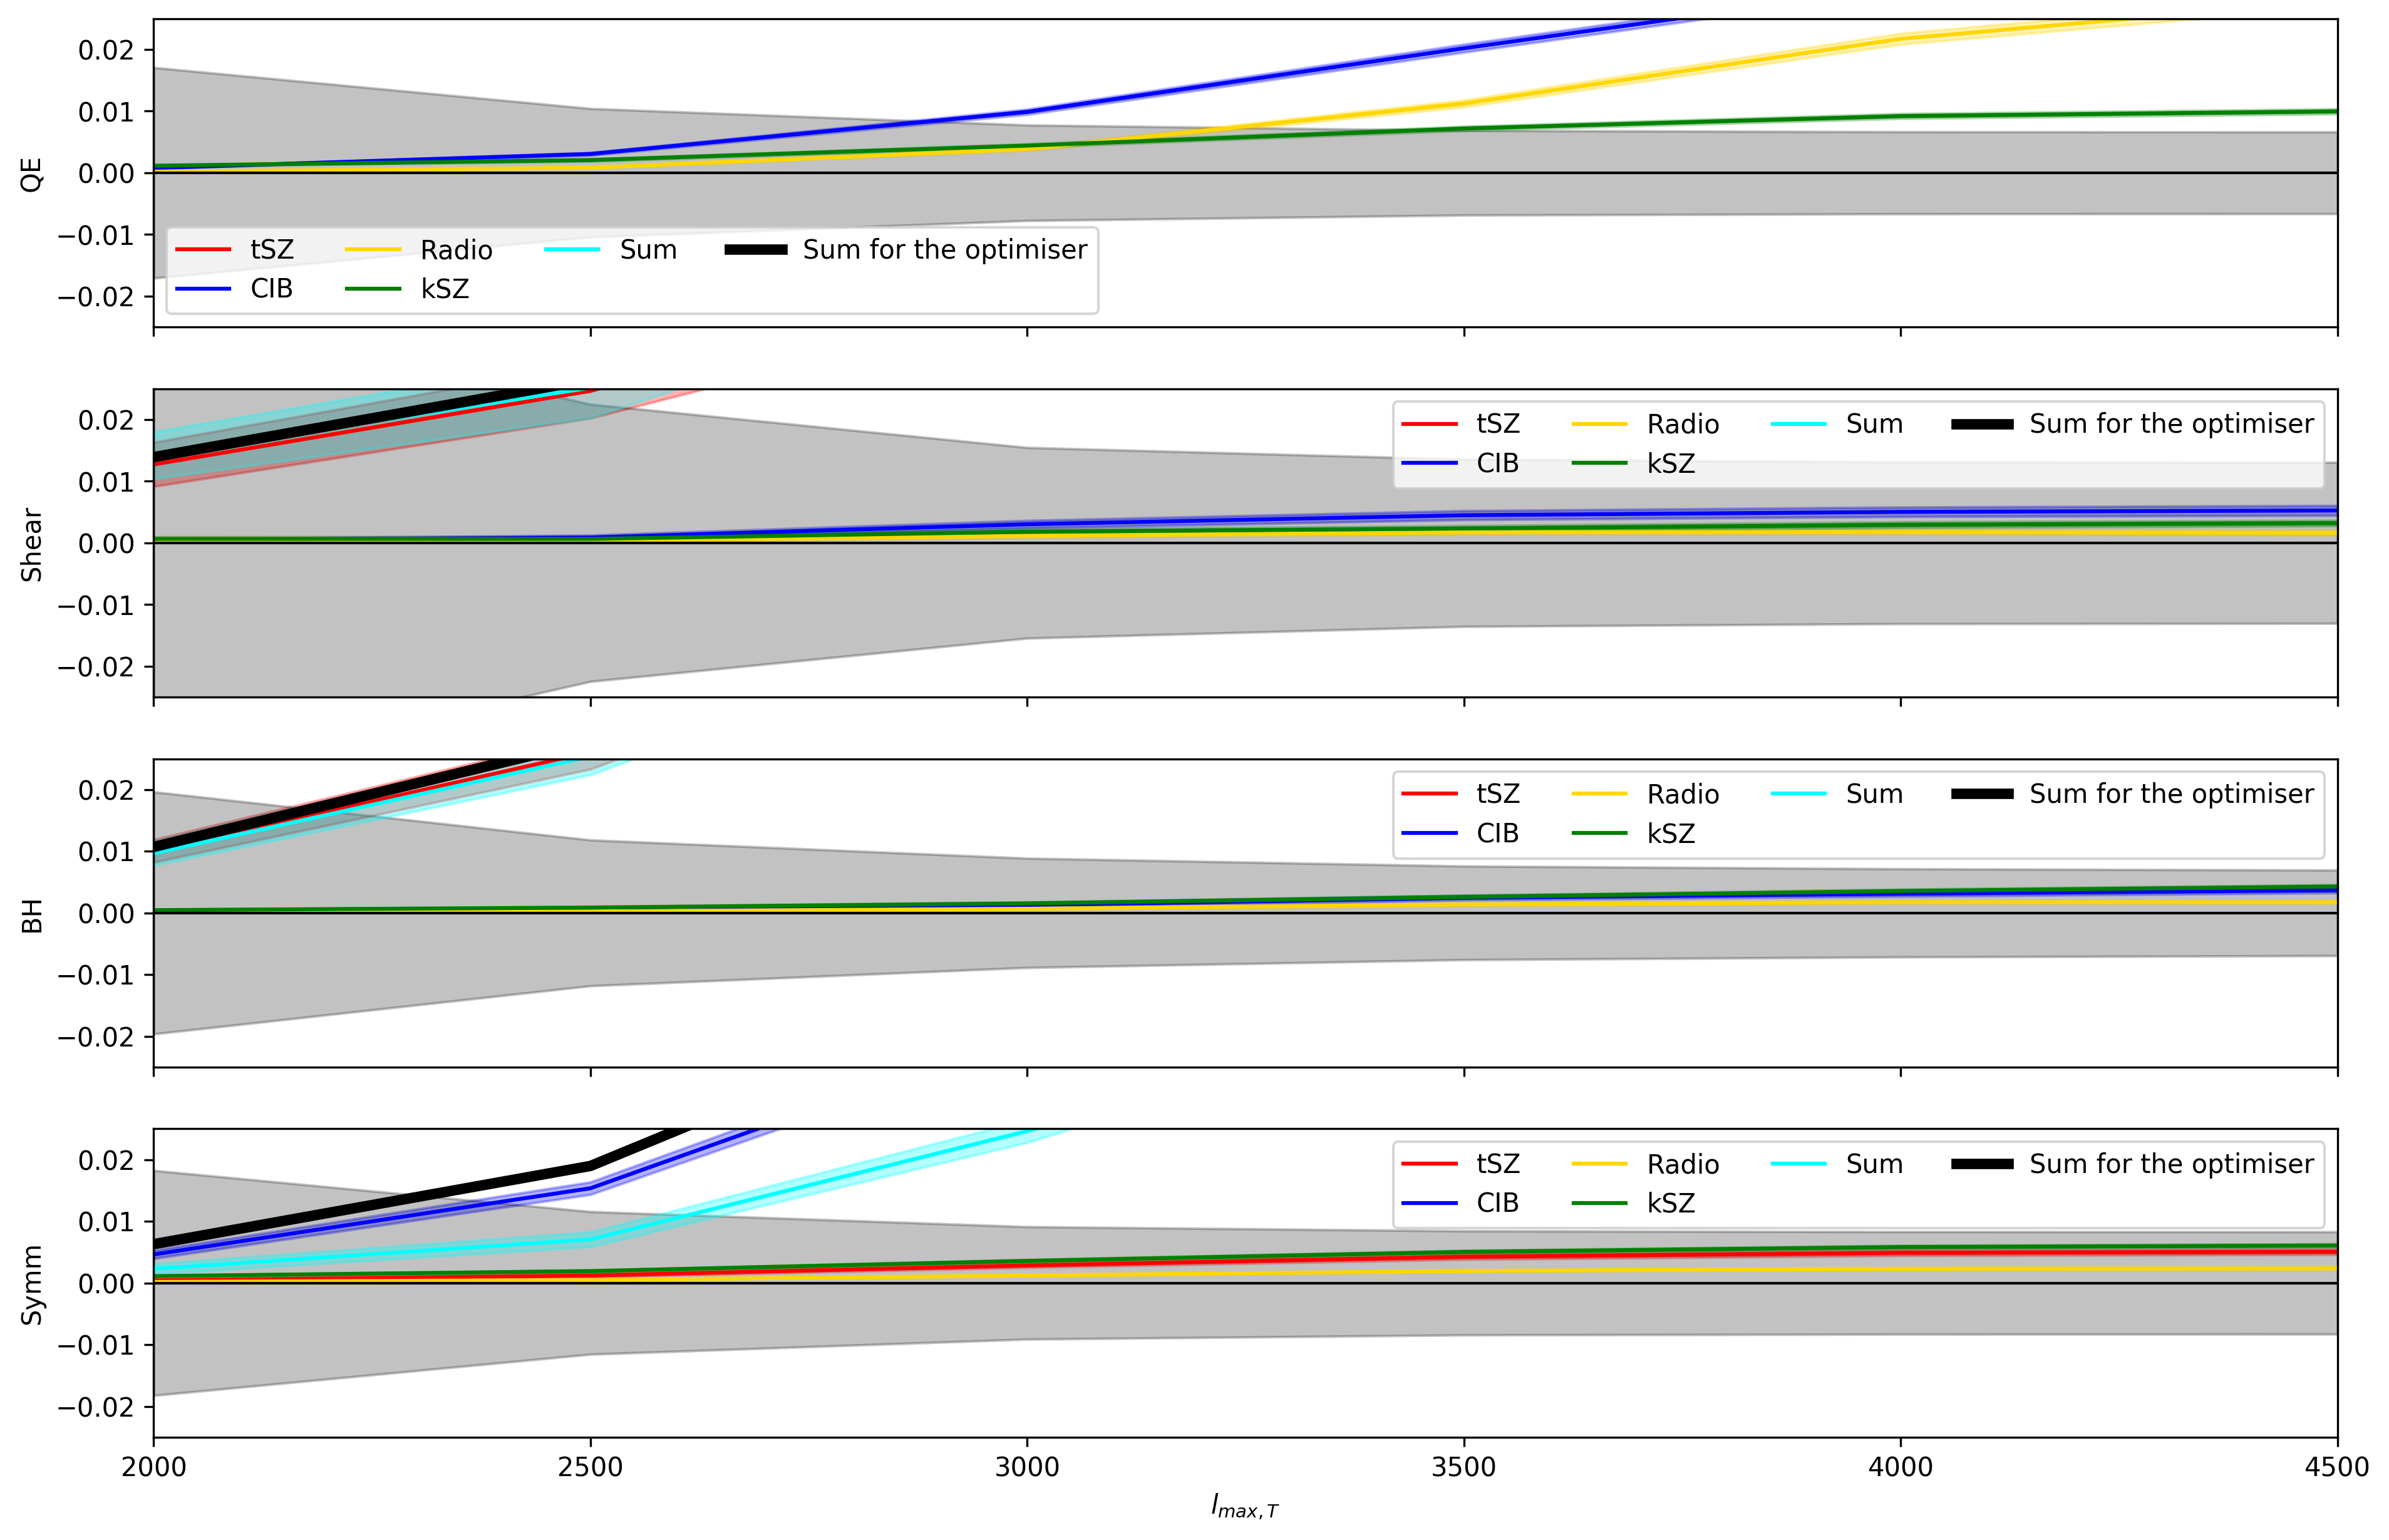 0.02
0.01
0.00
−0.01
−0.02
QE
tSZ Radio Sum Sum for the optimiser
CIB kSZ
0.02
0.01
0.00
−0.01
−0.02
Shear
tSZ Radio Sum Sum for the optimiser
CIB kSZ
0.02
0.01
0.00
−0.01
−0.02
BH
tSZ Radio Sum Sum for the optimiser
CIB kSZ
0.02
0.01
0.00
−0.01
−0.02
Symm
tSZ Radio Sum Sum for the optimiser
CIB kSZ
2000 2500 3000 3500 4000 4500
l_{max,T}